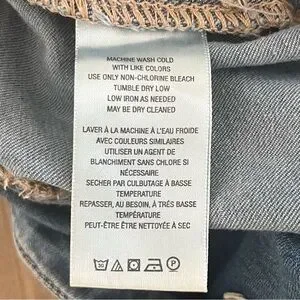 MACHINE WASH COLD
WITH LIKE COLORS
USE ONLY NON-CHLORINE BLEACH
TUMBLE DRY LOW
LOW IRON AS NEEDED
MAY BE DRY CLEANED
LAVER À LA MACHINE À L'EAU FROIDE
AVEC COULEURS SIMILAIRES
UTILISER UN AGENT DE
BLANCHIMENT SANS CHLORE SI
NÉCESSAIRE
SECHER PAR CULBUTAGE À BASSE
TEMPERATURE
REPASSER, AU BESOIN, À TRÈS BASSE
TEMPÉRATURE
PEUT-ÊTRE ÊTRE NETTOYÉE À SEC
P